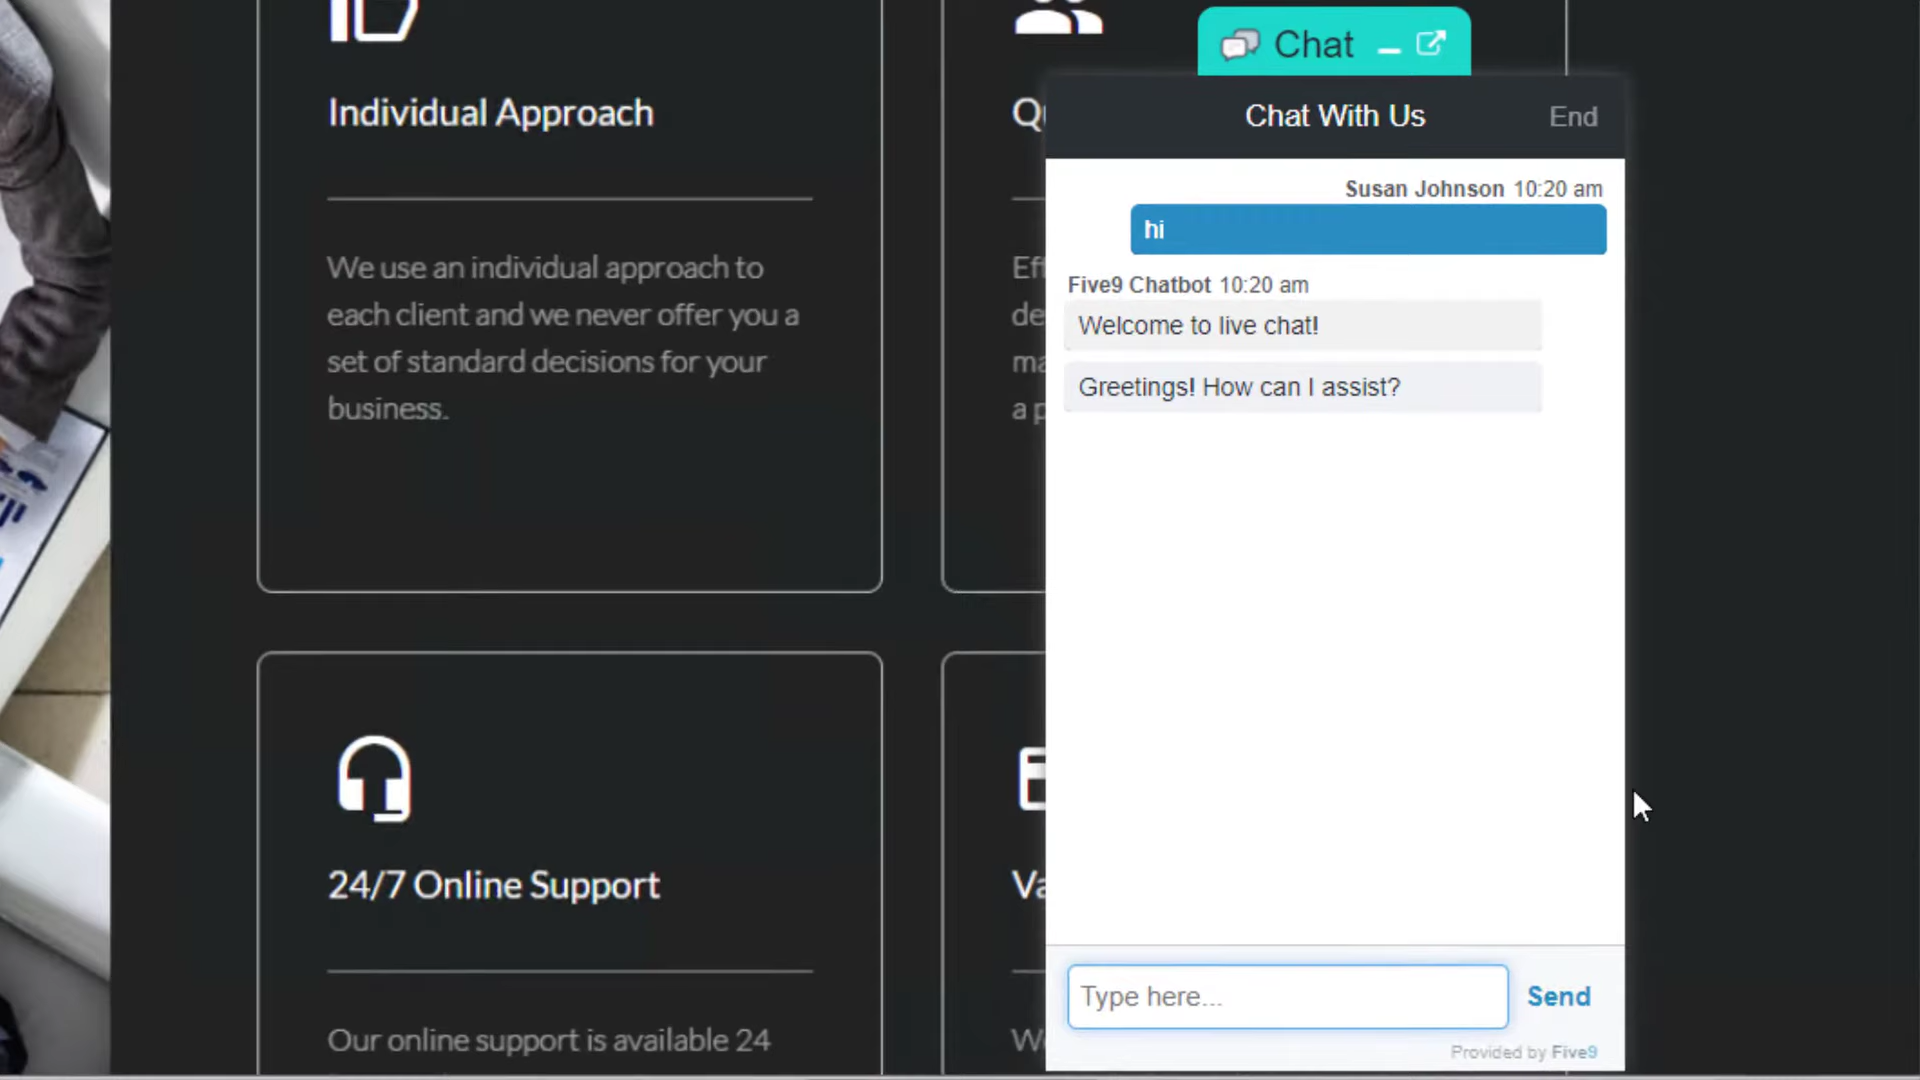 Individual Approach
We use an individual approach to
each client and we never offer you a
set of standard decisions for your
business.
24/7 Online Support
Our online support is available 24
Chat
Chat With Us
End
Susan Johnson 10:20 am
hi
Five9 Chatbot 10:20 am
Welcome to live chat!
Greetings! How can I assist?
Type here...
Send
Provided by Five9